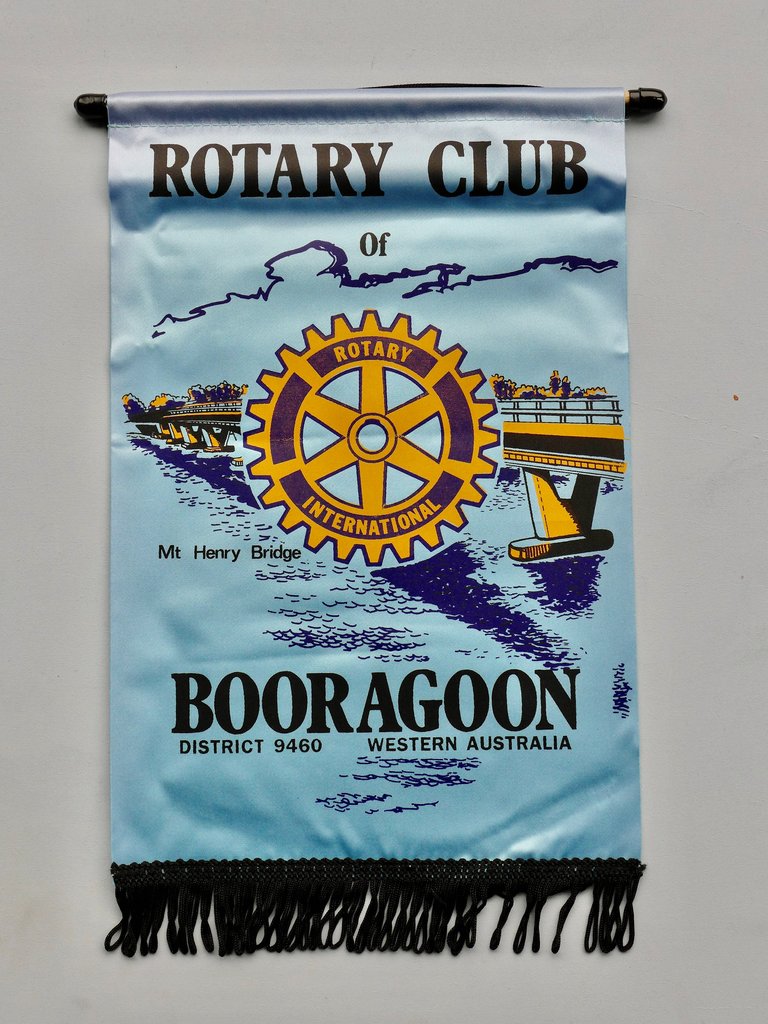 ROTARY CLUB
Of
ROTARY
INTERNATIONAL
Mt Henry Bridge
BOORAGOON
DISTRICT 9460 WESTERN AUSTRALIA